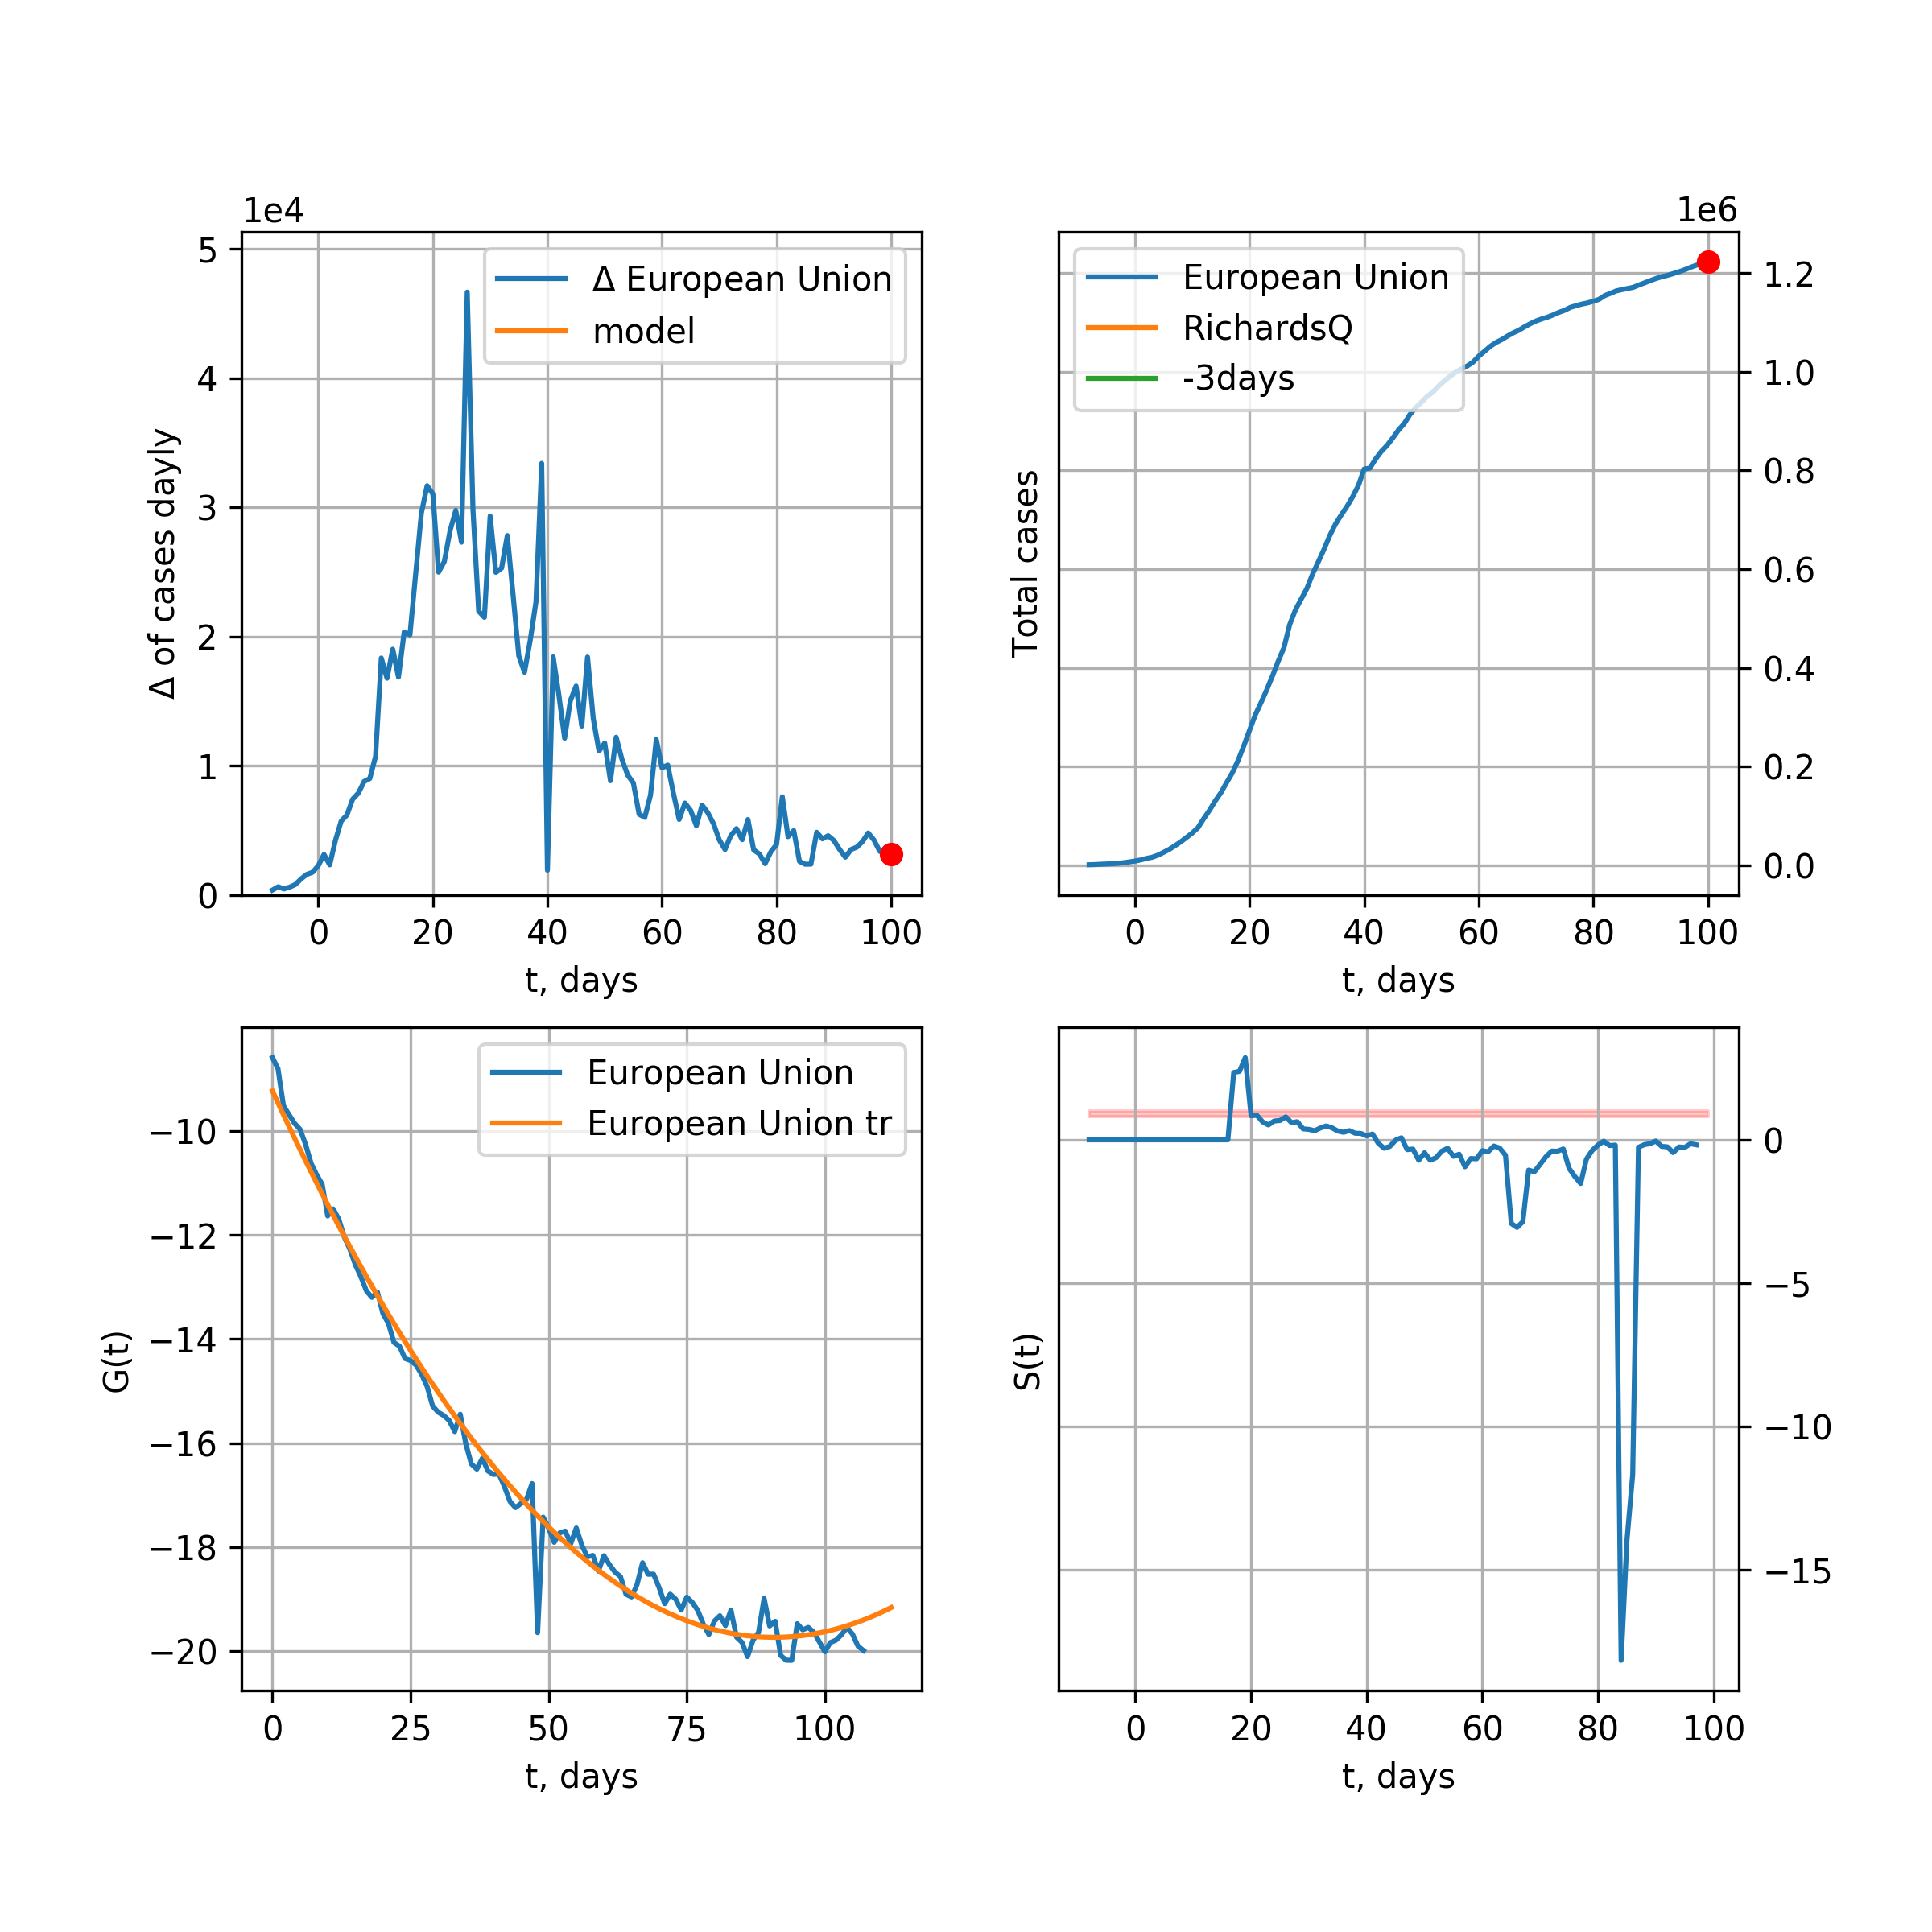 1e4
5
4
3
2
1
0
Δ of cases dayly
Δ European Union
model
0 20 40 60 80 100
t, days
1e6
1.2
1.0
0.8
0.6
0.4
0.2
0.0
Total cases
European Union
RichardsQ
-3days
0 20 40 60 80 100
t, days
−10
−12
−14
−16
−18
−20
G(t)
European Union
European Union tr
0 25 50 75 100
t, days
0
−5
−10
−15
S(t)
0 20 40 60 80 100
t, days